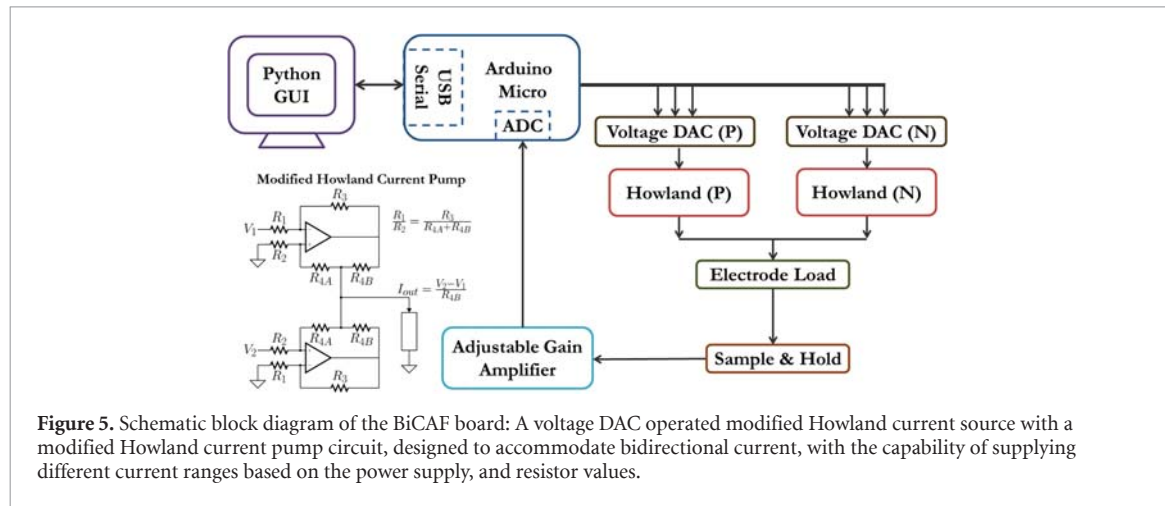 Python
GUI
USB
Serial
Arduino
Micro
ADC
Voltage DAC (P)
Voltage DAC (N)
Howland (P)
Howland (N)
Electrode Load
Sample & Hold
Adjustable Gain
Amplifier
Modified Howland Current Pump
R3
R1
V1
R2
R4A R4B
R1/R2 = R3/(R4A+R4B)
Iout = (V2−V1)/R4B
R4A R4B
R2
V2
R1
R3
Figure 5. Schematic block diagram of the BiCAF board: A voltage DAC operated modified Howland current source with a
modified Howland current pump circuit, designed to accommodate bidirectional current, with the capability of supplying
different current ranges based on the power supply, and resistor values.